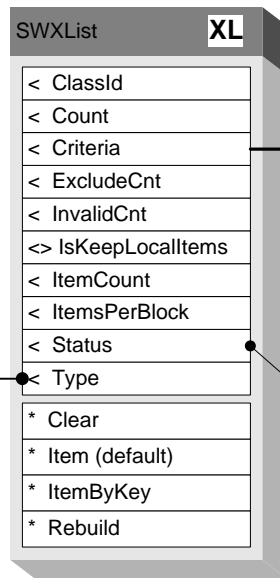 SWXList XL
< ClassId
< Count
< Criteria
< ExcludeCnt
< InvalidCnt
<> IsKeepLocalItems
< ItemCount
< ItemsPerBlock
< Status
< Type
* Clear
* Item (default)
* ItemByKey
* Rebuild